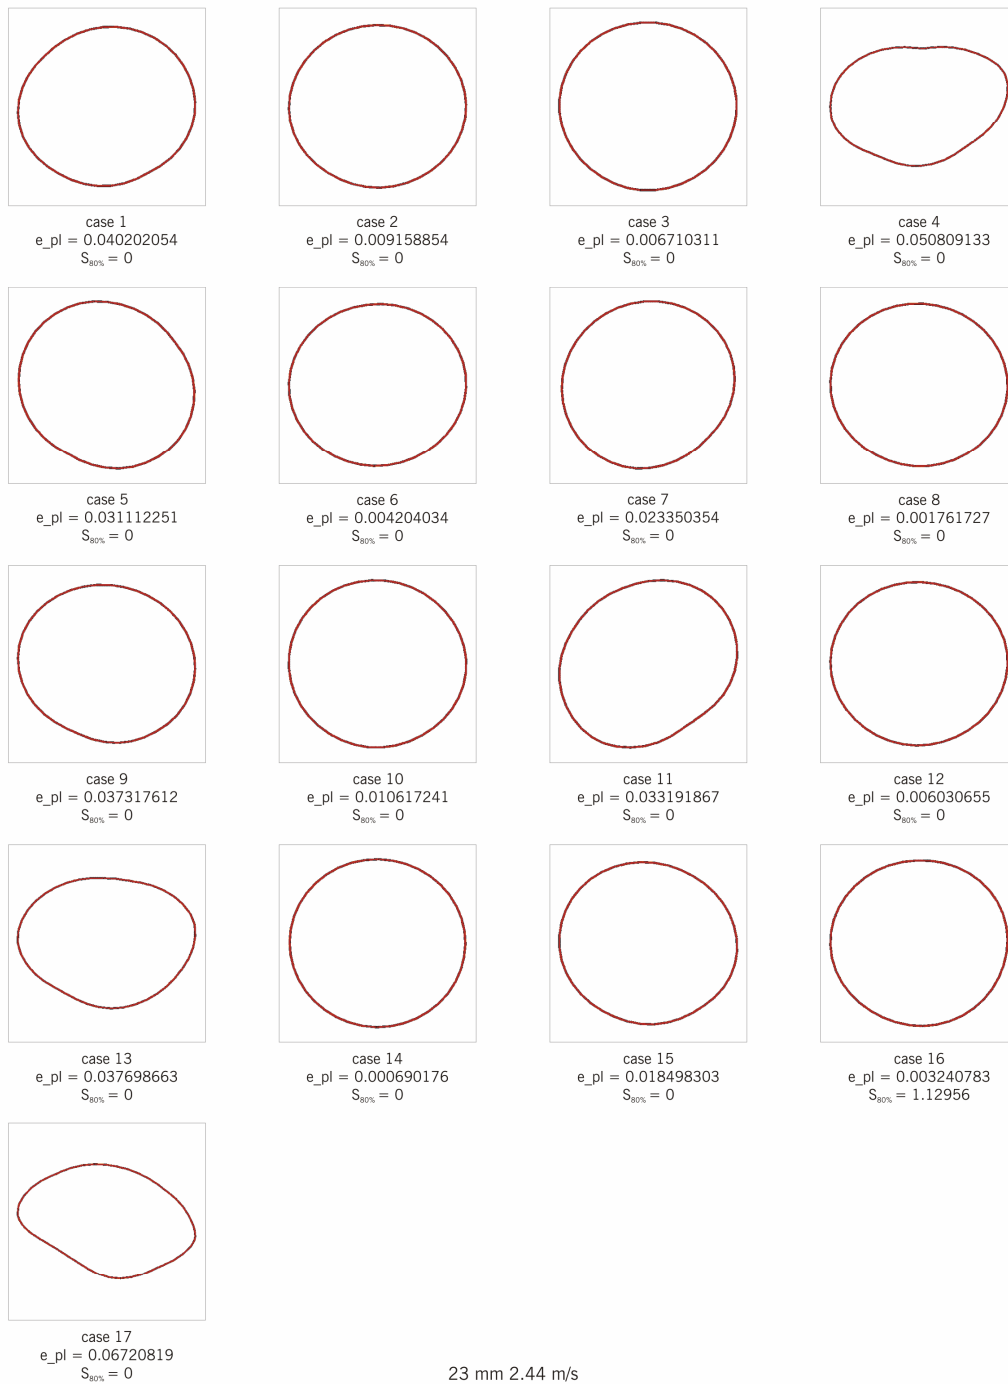 case 1
e_pl = 0.040202054
S80% = 0
case 2
e_pl = 0.009158854
S80% = 0
case 3
e_pl = 0.006710311
S80% = 0
case 4
e_pl = 0.050809133
S80% = 0
case 5
e_pl = 0.031112251
S80% = 0
case 6
e_pl = 0.004204034
S80% = 0
case 7
e_pl = 0.023350354
S80% = 0
case 8
e_pl = 0.001761727
S80% = 0
case 9
e_pl = 0.037317612
S80% = 0
case 10
e_pl = 0.010617241
S80% = 0
case 11
e_pl = 0.033191867
S80% = 0
case 12
e_pl = 0.006030655
S80% = 0
case 13
e_pl = 0.037698663
S80% = 0
case 14
e_pl = 0.000690176
S80% = 0
case 15
e_pl = 0.018498303
S80% = 0
case 16
e_pl = 0.003240783
S80% = 1.12956
case 17
e_pl = 0.06720819
S80% = 0
23 mm 2.44 m/s